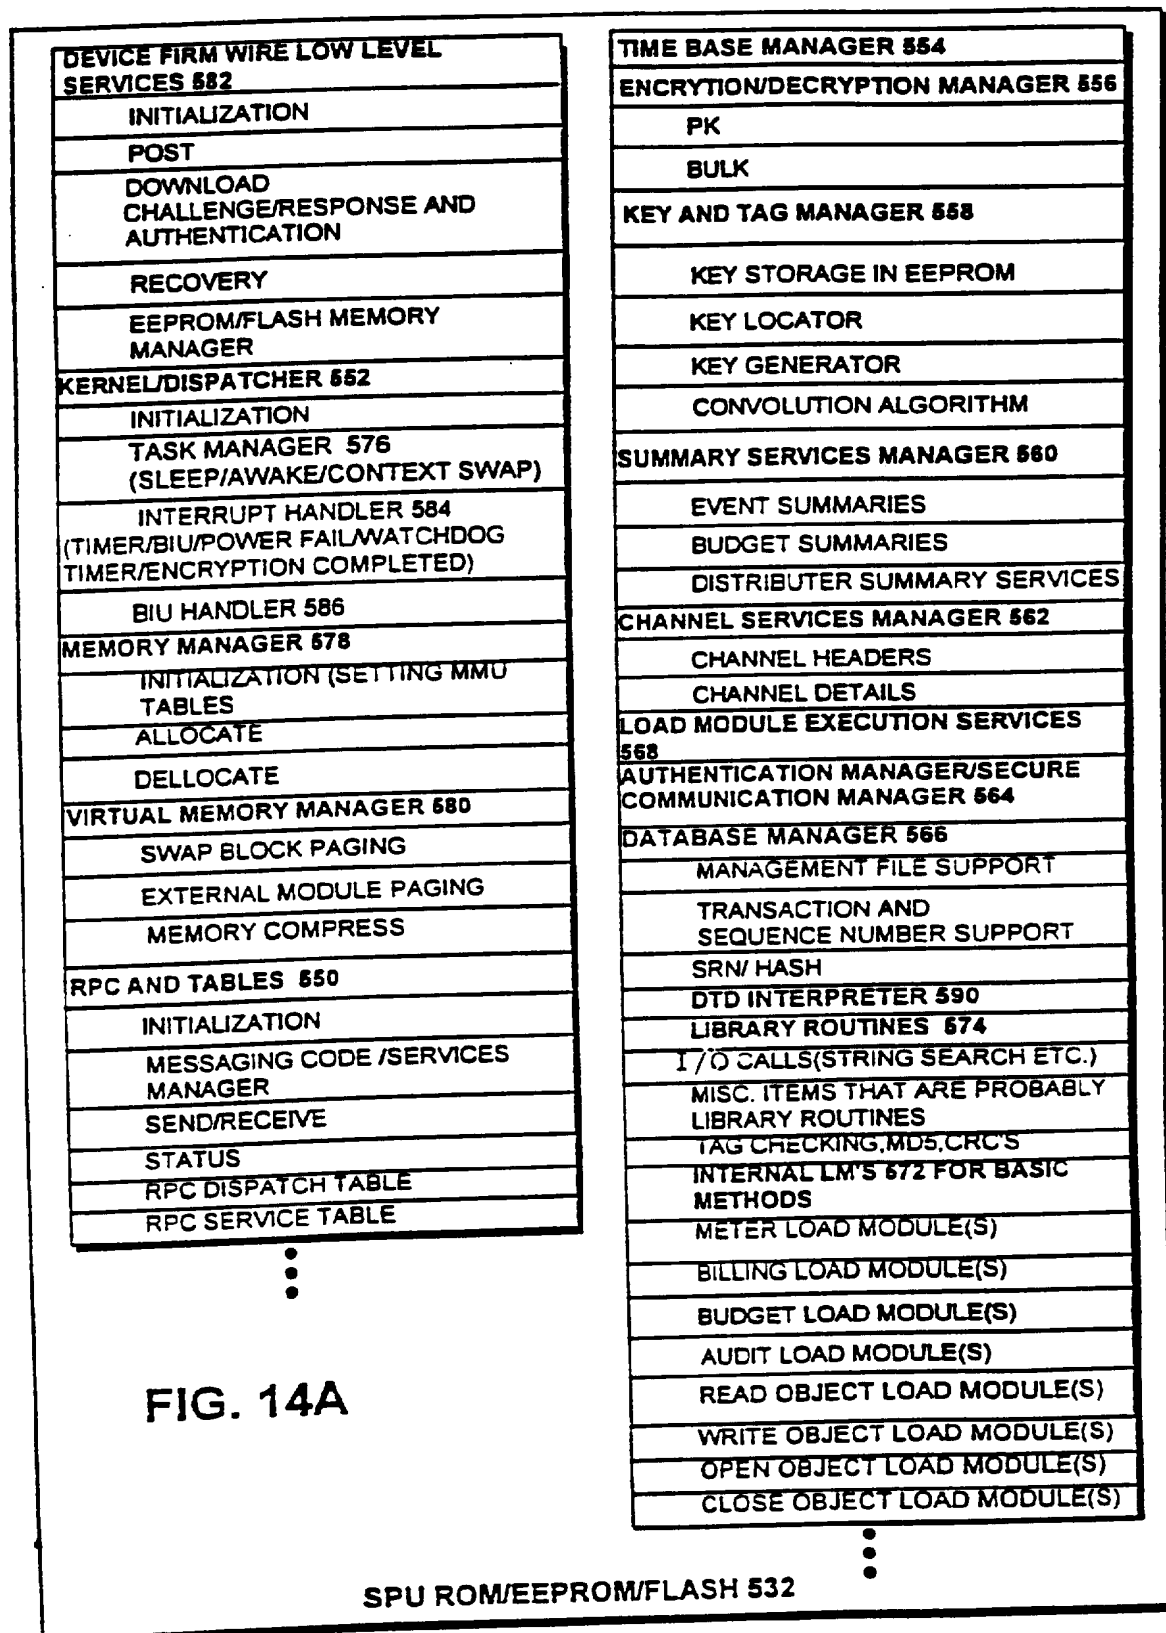 DEVICE FIRM WIRE LOW LEVEL
SERVICES 582
INITIALIZATION
POST
DOWNLOAD
CHALLENGE/RESPONSE AND
AUTHENTICATION
RECOVERY
EEPROM/FLASH MEMORY
MANAGER
KERNEL/DISPATCHER 552
INITIALIZATION
TASK MANAGER 576
(SLEEP/AWAKE/CONTEXT SWAP)
INTERRUPT HANDLER 584
(TIMER/BIU/POWER FAIL/WATCHDOG
TIMER/ENCRYPTION COMPLETED)
BIU HANDLER 586
MEMORY MANAGER 578
INITIALIZATION (SETTING MMU
TABLES
ALLOCATE
DELLOCATE
VIRTUAL MEMORY MANAGER 580
SWAP BLOCK PAGING
EXTERNAL MODULE PAGING
MEMORY COMPRESS
RPC AND TABLES 550
INITIALIZATION
MESSAGING CODE /SERVICES
MANAGER
SEND/RECEIVE
STATUS
RPC DISPATCH TABLE
RPC SERVICE TABLE
TIME BASE MANAGER 554
ENCRYTION/DECRYPTION MANAGER 556
PK
BULK
KEY AND TAG MANAGER 558
KEY STORAGE IN EEPROM
KEY LOCATOR
KEY GENERATOR
CONVOLUTION ALGORITHM
SUMMARY SERVICES MANAGER 560
EVENT SUMMARIES
BUDGET SUMMARIES
DISTRIBUTER SUMMARY SERVICES
CHANNEL SERVICES MANAGER 562
CHANNEL HEADERS
CHANNEL DETAILS
LOAD MODULE EXECUTION SERVICES
568
AUTHENTICATION MANAGER/SECURE
COMMUNICATION MANAGER 564
DATABASE MANAGER 566
MANAGEMENT FILE SUPPORT
TRANSACTION AND
SEQUENCE NUMBER SUPPORT
SRN/ HASH
DTD INTERPRETER 590
LIBRARY ROUTINES 574
I/O CALLS(STRING SEARCH ETC.)
MISC. ITEMS THAT ARE PROBABLY
LIBRARY ROUTINES
TAG CHECKING,MD5,CRC'S
INTERNAL LM'S 572 FOR BASIC
METHODS
METER LOAD MODULE(S)
BILLING LOAD MODULE(S)
BUDGET LOAD MODULE(S)
AUDIT LOAD MODULE(S)
READ OBJECT LOAD MODULE(S)
WRITE OBJECT LOAD MODULE(S)
OPEN OBJECT LOAD MODULE(S)
CLOSE OBJECT LOAD MODULE(S)
FIG. 14A
SPU ROM/EEPROM/FLASH 532